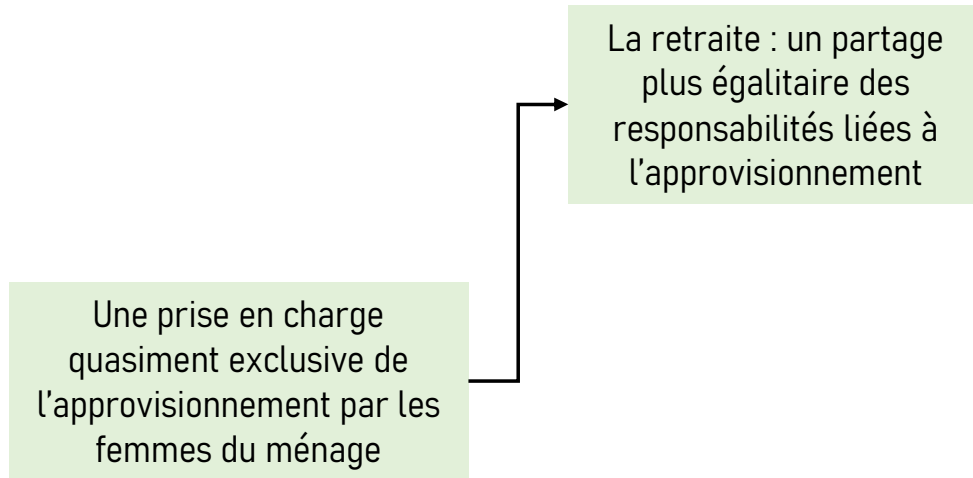 La retraite : un partage
plus égalitaire des
responsabilités liées à
l'approvisionnement
Une prise en charge
quasiment exclusive de
l'approvisionnement par les
femmes du ménage